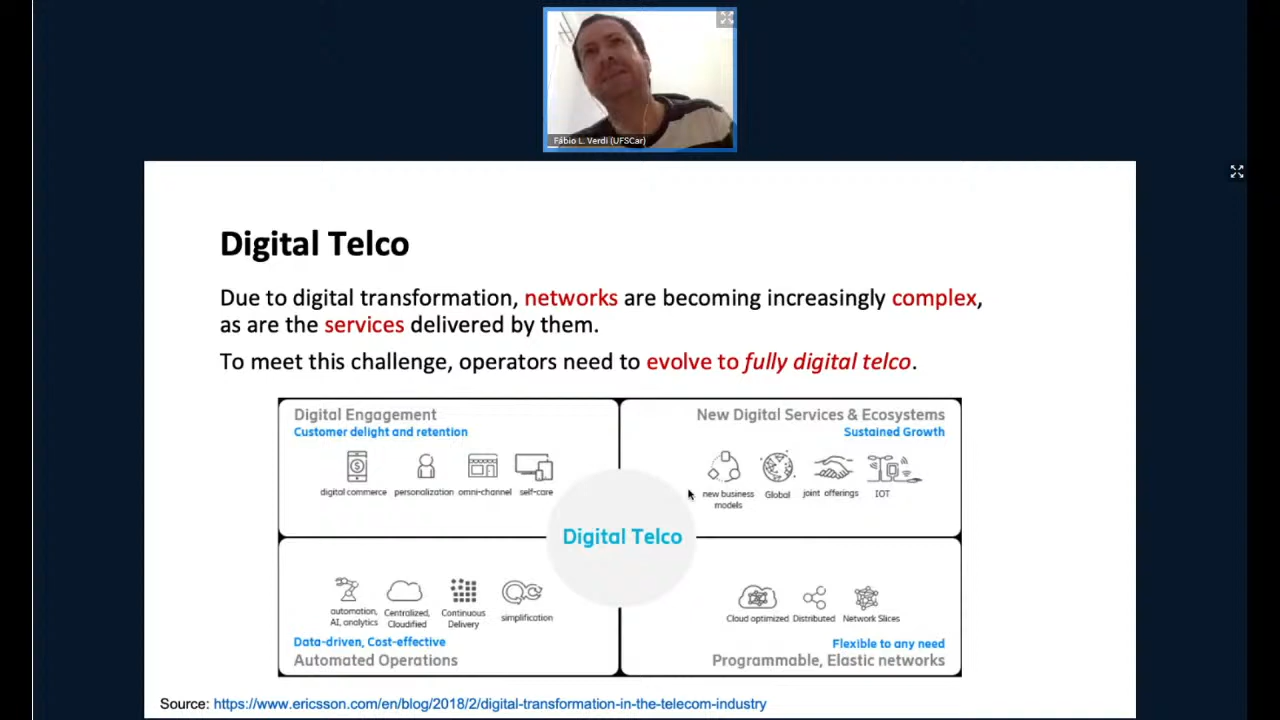 Fábio L. Verdi (UFSCar)
Digital Telco
Due to digital transformation, networks are becoming increasingly complex,
as are the services delivered by them.
To meet this challenge, operators need to evolve to fully digital telco.
Digital Engagement
Customer delight and retention
digital commerce personalization omni-channel self-care
New Digital Services & Ecosystems
Sustained Growth
new business models Global joint offerings IOT
Digital Telco
automation, AI, analytics Centralized, Cloudified Continuous Delivery simplification
Data-driven, Cost-effective
Automated Operations
Cloud optimized Distributed Network Slices
Flexible to any need
Programmable, Elastic networks
Source: https://www.ericsson.com/en/blog/2018/2/digital-transformation-in-the-telecom-industry